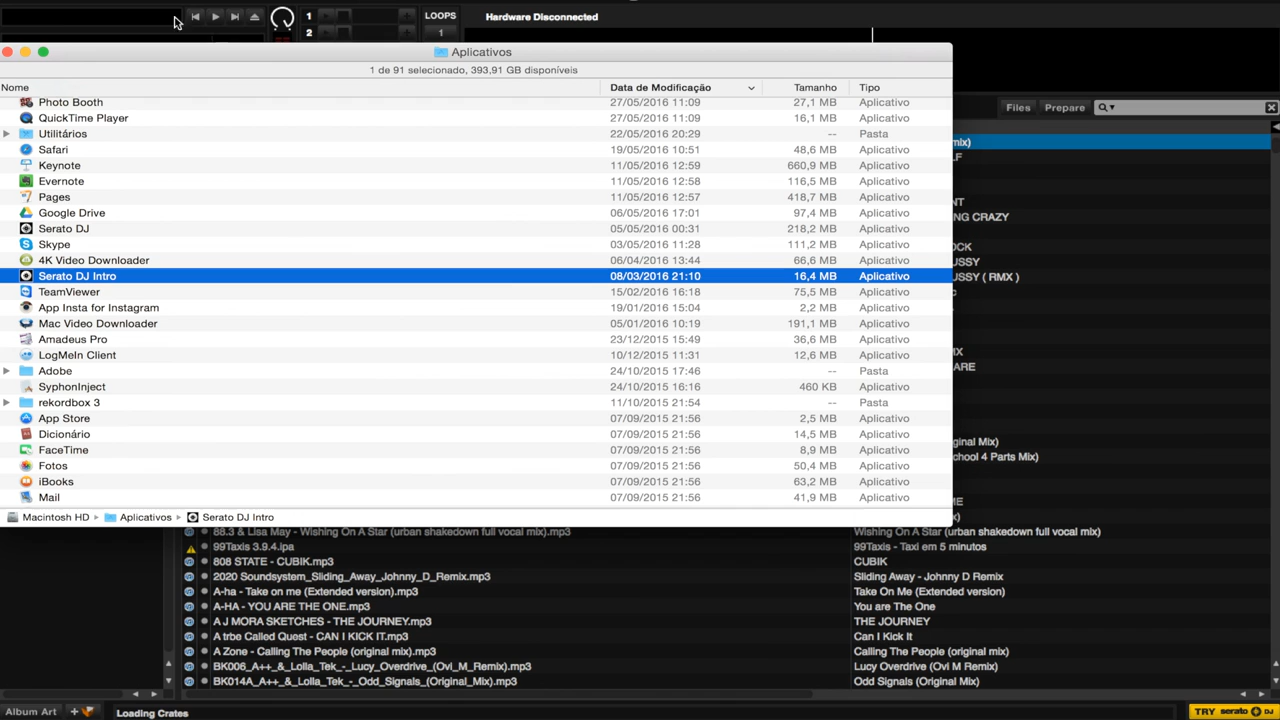 1
LOOPS
Hardware Disconnected
2
1
Aplicativos
1 de 91 selecionado, 393,91 GB disponíveis
Nome Data de Modificação Tamanho Tipo
Files Prepare
Photo Booth 27/05/2016 11:09 27,1 MB Aplicativo
QuickTime Player 27/05/2016 11:09 16,1 MB Aplicativo
Utilitários 22/05/2016 20:29 -- Pasta
Safari 19/05/2016 10:51 48,6 MB Aplicativo
Keynote 11/05/2016 12:59 660,9 MB Aplicativo
Evernote 11/05/2016 12:58 116,5 MB Aplicativo
Pages 11/05/2016 12:57 418,7 MB Aplicativo
Google Drive 06/05/2016 17:01 97,4 MB Aplicativo
Serato DJ 05/05/2016 00:31 218,2 MB Aplicativo
Skype 03/05/2016 11:28 111,2 MB Aplicativo
4K Video Downloader 06/04/2016 13:44 66,6 MB Aplicativo
Serato DJ Intro 08/03/2016 21:10 16,4 MB Aplicativo
TeamViewer 15/02/2016 16:18 75,5 MB Aplicativo
App Insta for Instagram 19/01/2016 15:04 2,2 MB Aplicativo
Mac Video Downloader 05/01/2016 10:19 191,1 MB Aplicativo
Amadeus Pro 23/12/2015 15:49 36,6 MB Aplicativo
LogMeIn Client 10/12/2015 11:31 12,6 MB Aplicativo
Adobe 24/10/2015 17:46 -- Pasta
SyphonInject 24/10/2015 16:16 460 KB Aplicativo
rekordbox 3 11/10/2015 21:54 -- Pasta
App Store 07/09/2015 21:56 2,5 MB Aplicativo
Dicionário 07/09/2015 21:56 14,5 MB Aplicativo
FaceTime 07/09/2015 21:56 8,9 MB Aplicativo
Fotos 07/09/2015 21:56 50,4 MB Aplicativo
iBooks 07/09/2015 21:56 63,2 MB Aplicativo
Mail 07/09/2015 21:56 41,9 MB Aplicativo
Macintosh HD Aplicativos Serato DJ Intro
mix)
LF
NT
NG CRAZY
OCK
USSY
USSY ( RMX )
IX
ARE
ginal Mix)
chool 4 Parts Mix)
ME
)
88.3 & Lisa May - Wishing On A Star (urban shakedown full vocal mix).mp3 Wishing On A Star (urban shakedown full vocal mix)
99Taxis 3.9.4.ipa 99Taxis - Taxi em 5 minutos
808 STATE - CUBIK.mp3 CUBIK
2020 Soundsystem_Sliding_Away_Johnny_D_Remix.mp3 Sliding Away - Johnny D Remix
A-ha - Take on me (Extended version).mp3 Take On Me (Extended version)
A-HA - YOU ARE THE ONE.mp3 You are The One
A J MORA SKETCHES - THE JOURNEY.mp3 THE JOURNEY
A trbe Called Quest - CAN I KICK IT.mp3 Can I Kick It
A Zone - Calling The People (original mix).mp3 Calling The People (original mix)
BK006_A++_&_Lolla_Tek_-_Lucy_Overdrive_(Ovi_M_Remix).mp3 Lucy Overdrive (Ovi M Remix)
BK014A_A++_&_Lolla_Tek_-_Odd_Signals_(Original_Mix).mp3 Odd Signals (Original Mix)
Album Art + Loading Crates TRY serato DJ